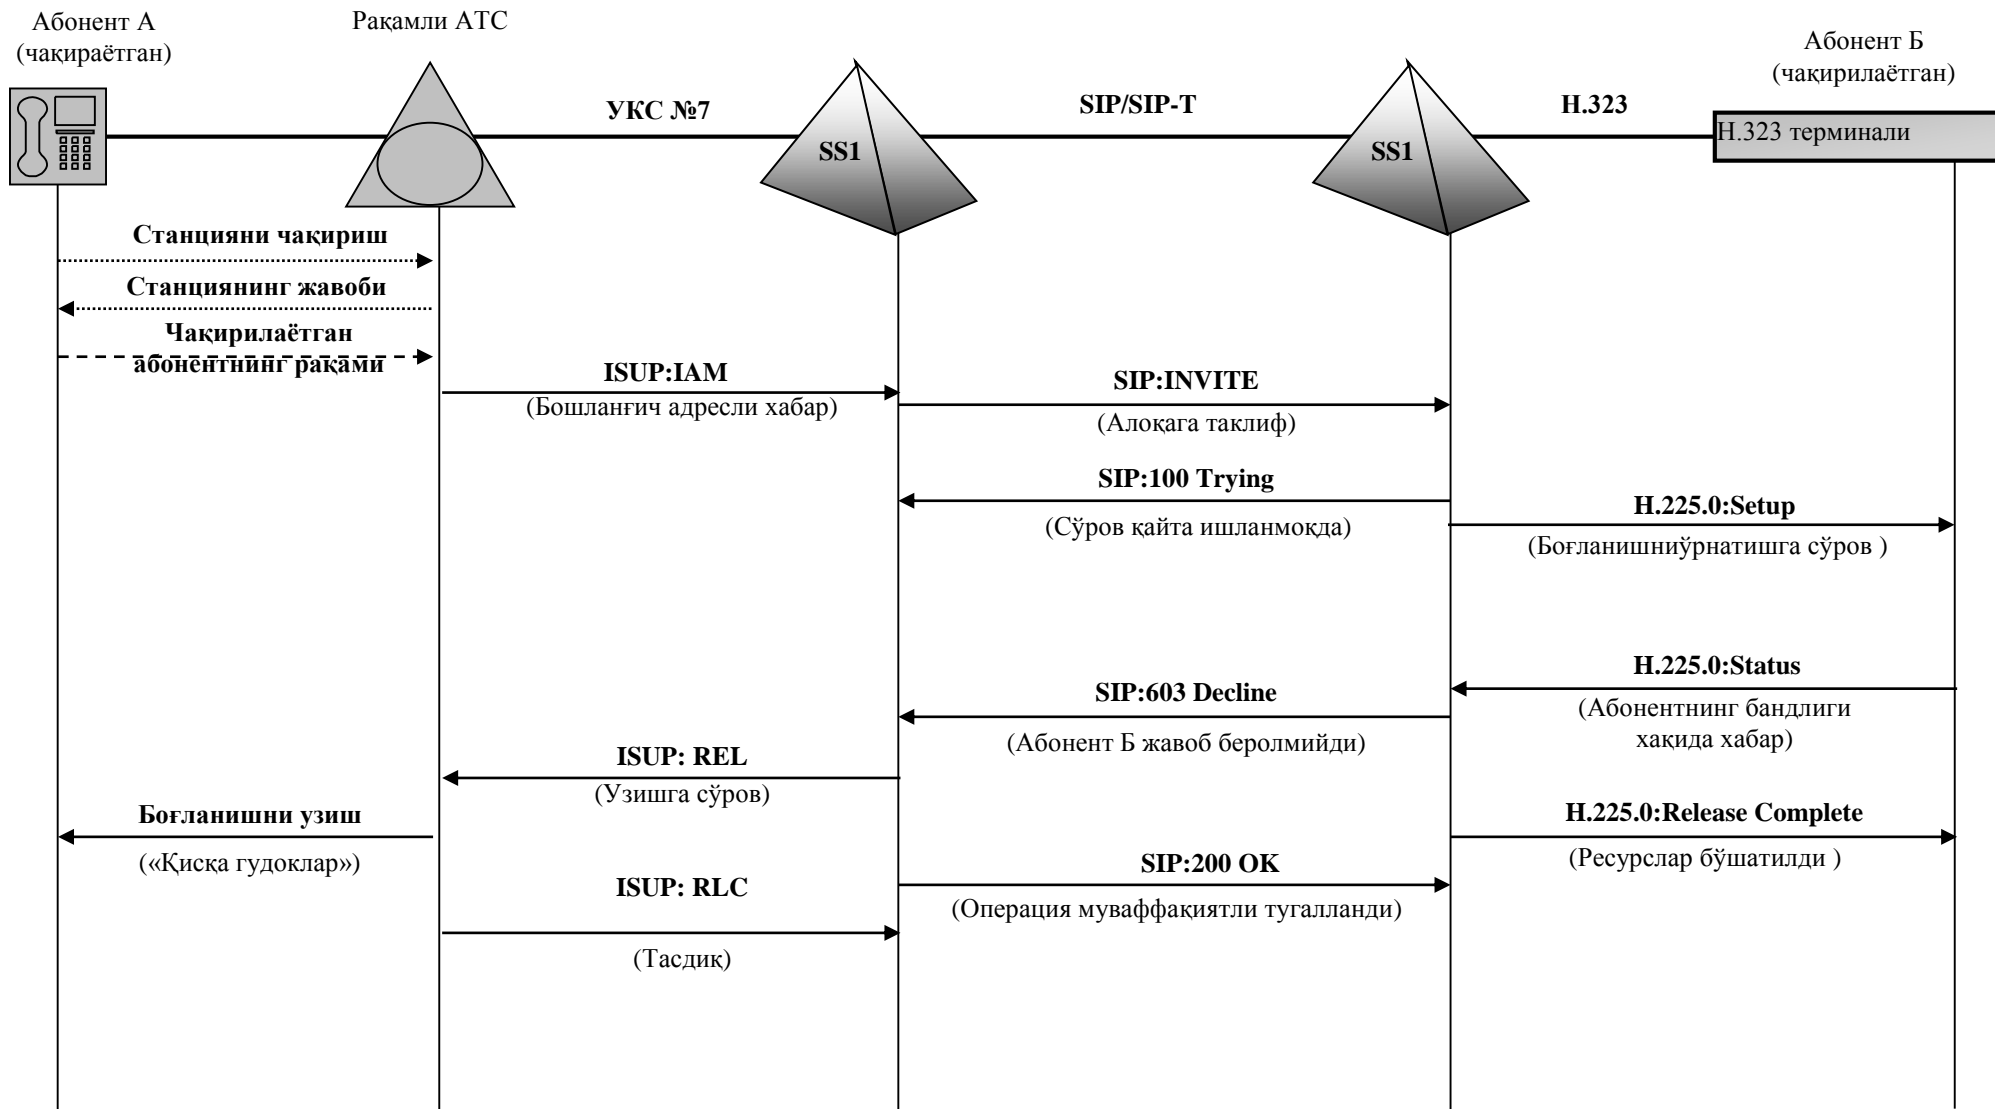 Абонент А
(чақираётган)
Рақамли АТС
Абонент Б
(чақирилаётган)
УКС №7
SIP/SIP-T
H.323
SS1
SS1
H.323 терминали
Станцияни чақириш
Станциянинг жавоби
Чақирилаётган
абонентнинг рақами
ISUP:IAM
(Бошланғич адресли хабар)
SIP:INVITE
(Алоқага таклиф)
SIP:100 Trying
(Сўров қайта ишланмоқда)
H.225.0:Setup
(Боғланишниўрнатишга сўров )
H.225.0:Status
(Абонентнинг бандлиги
хақида хабар)
SIP:603 Decline
(Абонент Б жавоб беролмийди)
ISUP: REL
(Узишга сўров)
Боғланишни узиш
(«Қисқа гудоклар»)
H.225.0:Release Complete
(Ресурслар бўшатилди )
SIP:200 OK
(Операция муваффақиятли тугалланди)
ISUP: RLC
(Тасдиқ)